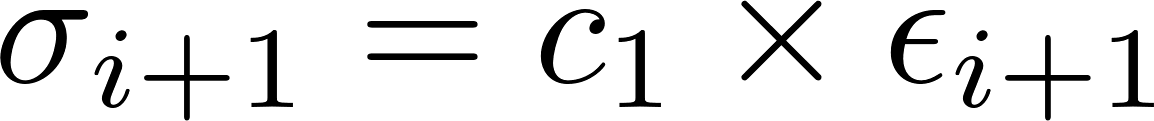 σ_{i+1} = c_1 × ϵ_{i+1}